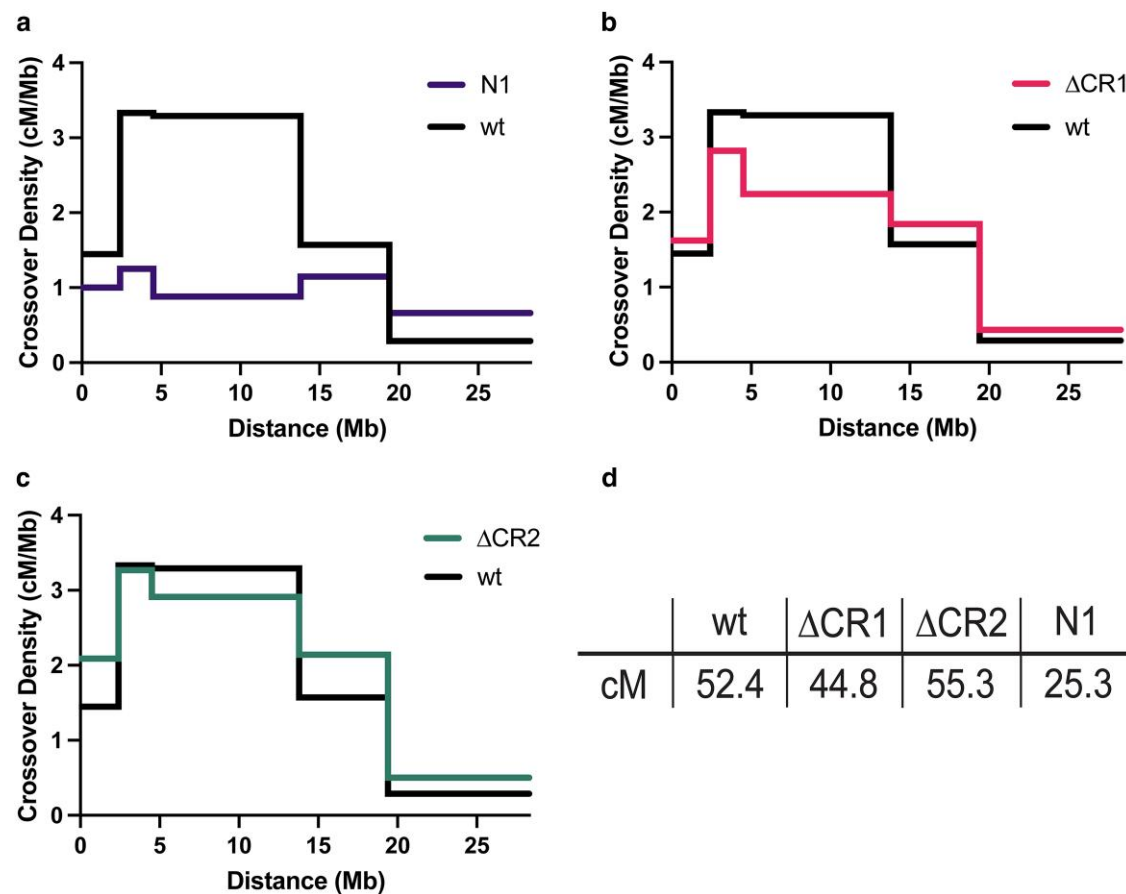 a
Crossover Density (cM/Mb)
4
3
2
1
0
0 5 10 15 20 25
Distance (Mb)
N1
wt
b
Crossover Density (cM/Mb)
4
3
2
1
0
0 5 10 15 20 25
Distance (Mb)
ΔCR1
wt
c
Crossover Density (cM/Mb)
4
3
2
1
0
0 5 10 15 20 25
Distance (Mb)
ΔCR2
wt
d
wt ΔCR1 ΔCR2 N1
cM 52.4 44.8 55.3 25.3